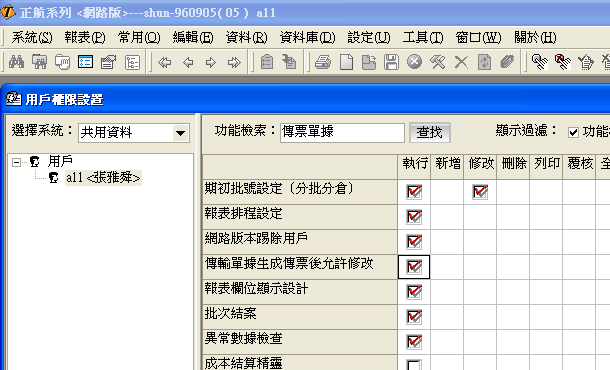 正航系列 <網路版>---shun-960905( 05 ) a11
系統(S) 報表(P) 常用(O) 編輯(E) 資料(R) 資料庫(D) 設定(U) 工具(T) 窗口(W) 關於(H)
用戶權限設置
選擇系統： 共用資料
功能檢索： 傳票單據 查找 顯示過濾： 功能
用戶
a11 <張雅舜>
執行 新增 修改 刪除 列印 覆核 全
期初批號設定〔分批分倉〕
報表排程設定
網路版本踢除用戶
傳輸單據生成傳票後允許修改
報表欄位顯示設計
批次結案
異常數據檢查
成本結算精靈